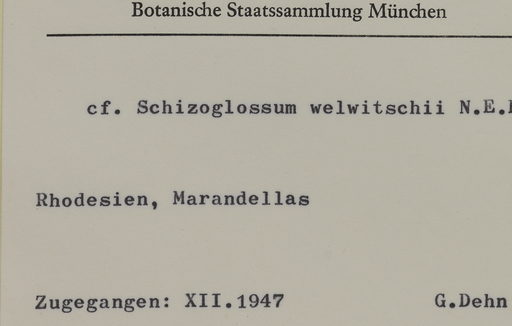 Botanische Staatssammlung München
cf. Schizoglossum welwitschii N.E.
Rhodesien, Marandellas
Zugegangen: XII.1947 G.Dehn